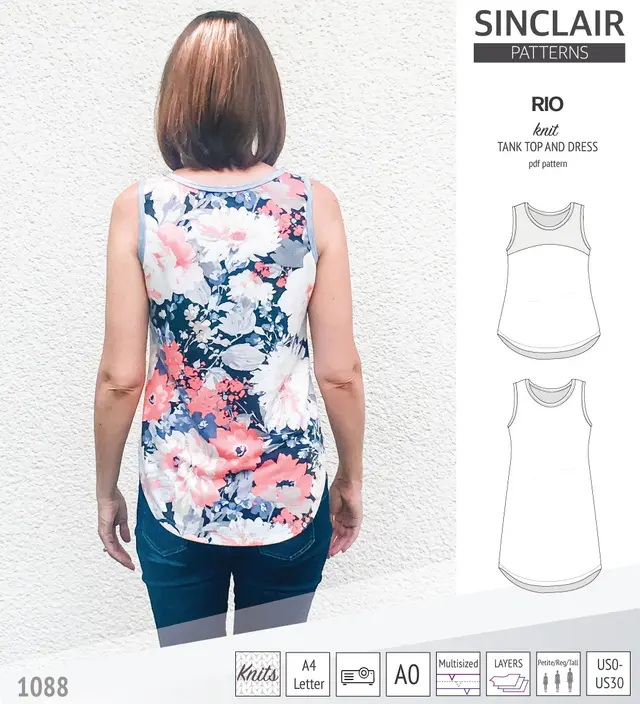 SINCLAIR
PATTERNS
RIO
knit
TANK TOP AND DRESS
pdf pattern
Knits
A4
Letter
A0
Multisized
LAYERS
Petite/Reg/Tall
US0-
US30
1088